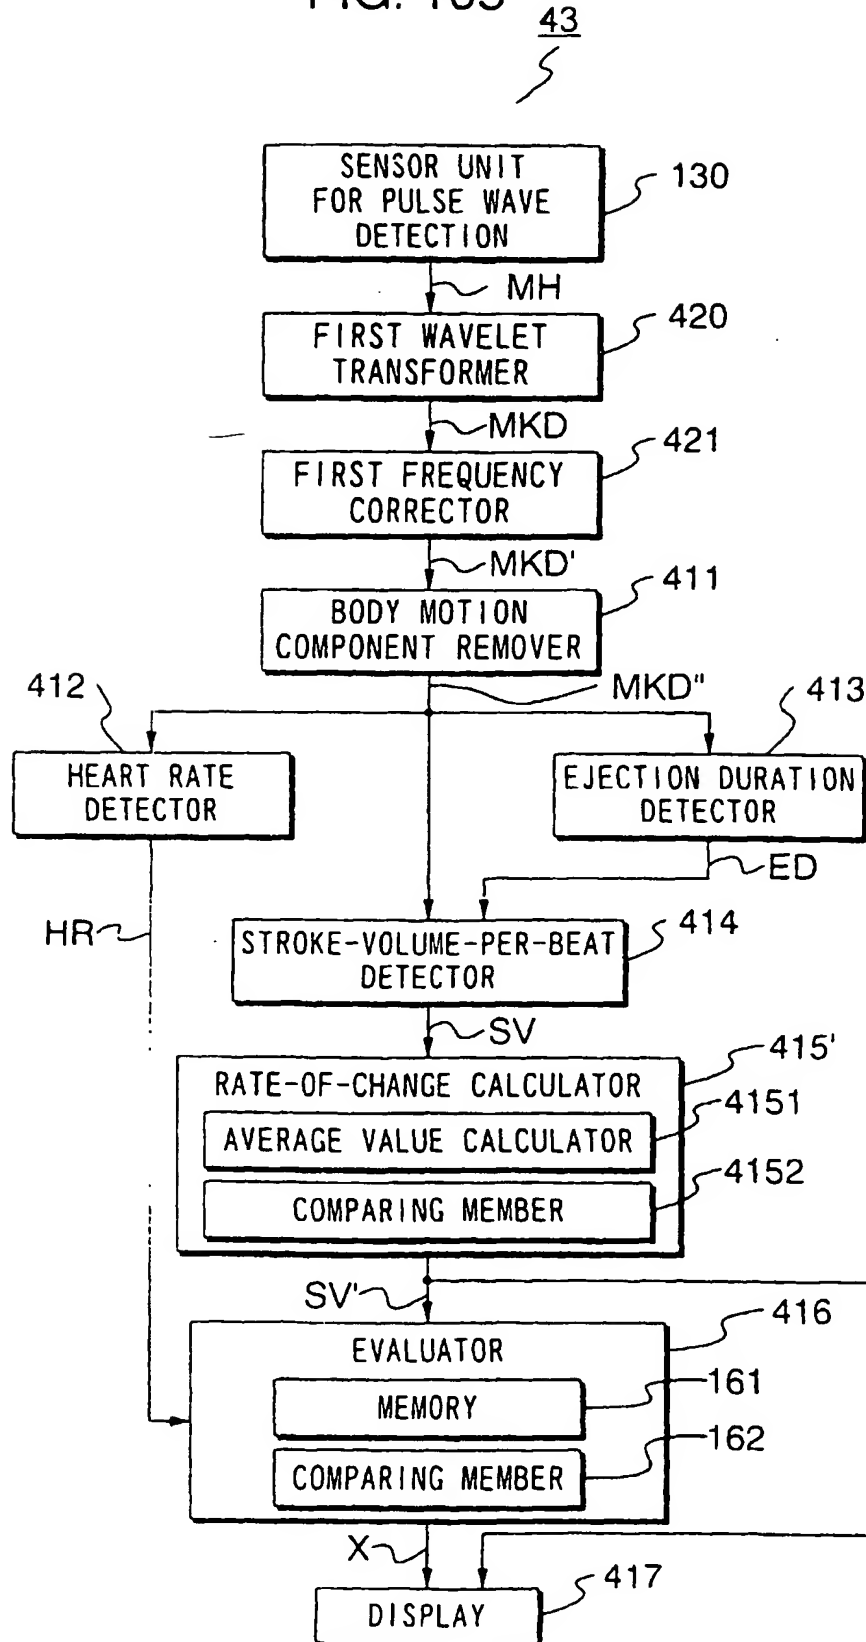 43
SENSOR UNIT
FOR PULSE WAVE
DETECTION
130
MH
FIRST WAVELET
TRANSFORMER
420
MKD
FIRST FREQUENCY
CORRECTOR
421
MKD'
BODY MOTION
COMPONENT REMOVER
411
MKD"
412
413
HEART RATE
DETECTOR
EJECTION DURATION
DETECTOR
ED
HR
STROKE-VOLUME-PER-BEAT
DETECTOR
414
SV
415'
RATE-OF-CHANGE CALCULATOR
AVERAGE VALUE CALCULATOR
4151
COMPARING MEMBER
4152
SV'
416
EVALUATOR
MEMORY
161
COMPARING MEMBER
162
X
DISPLAY
417